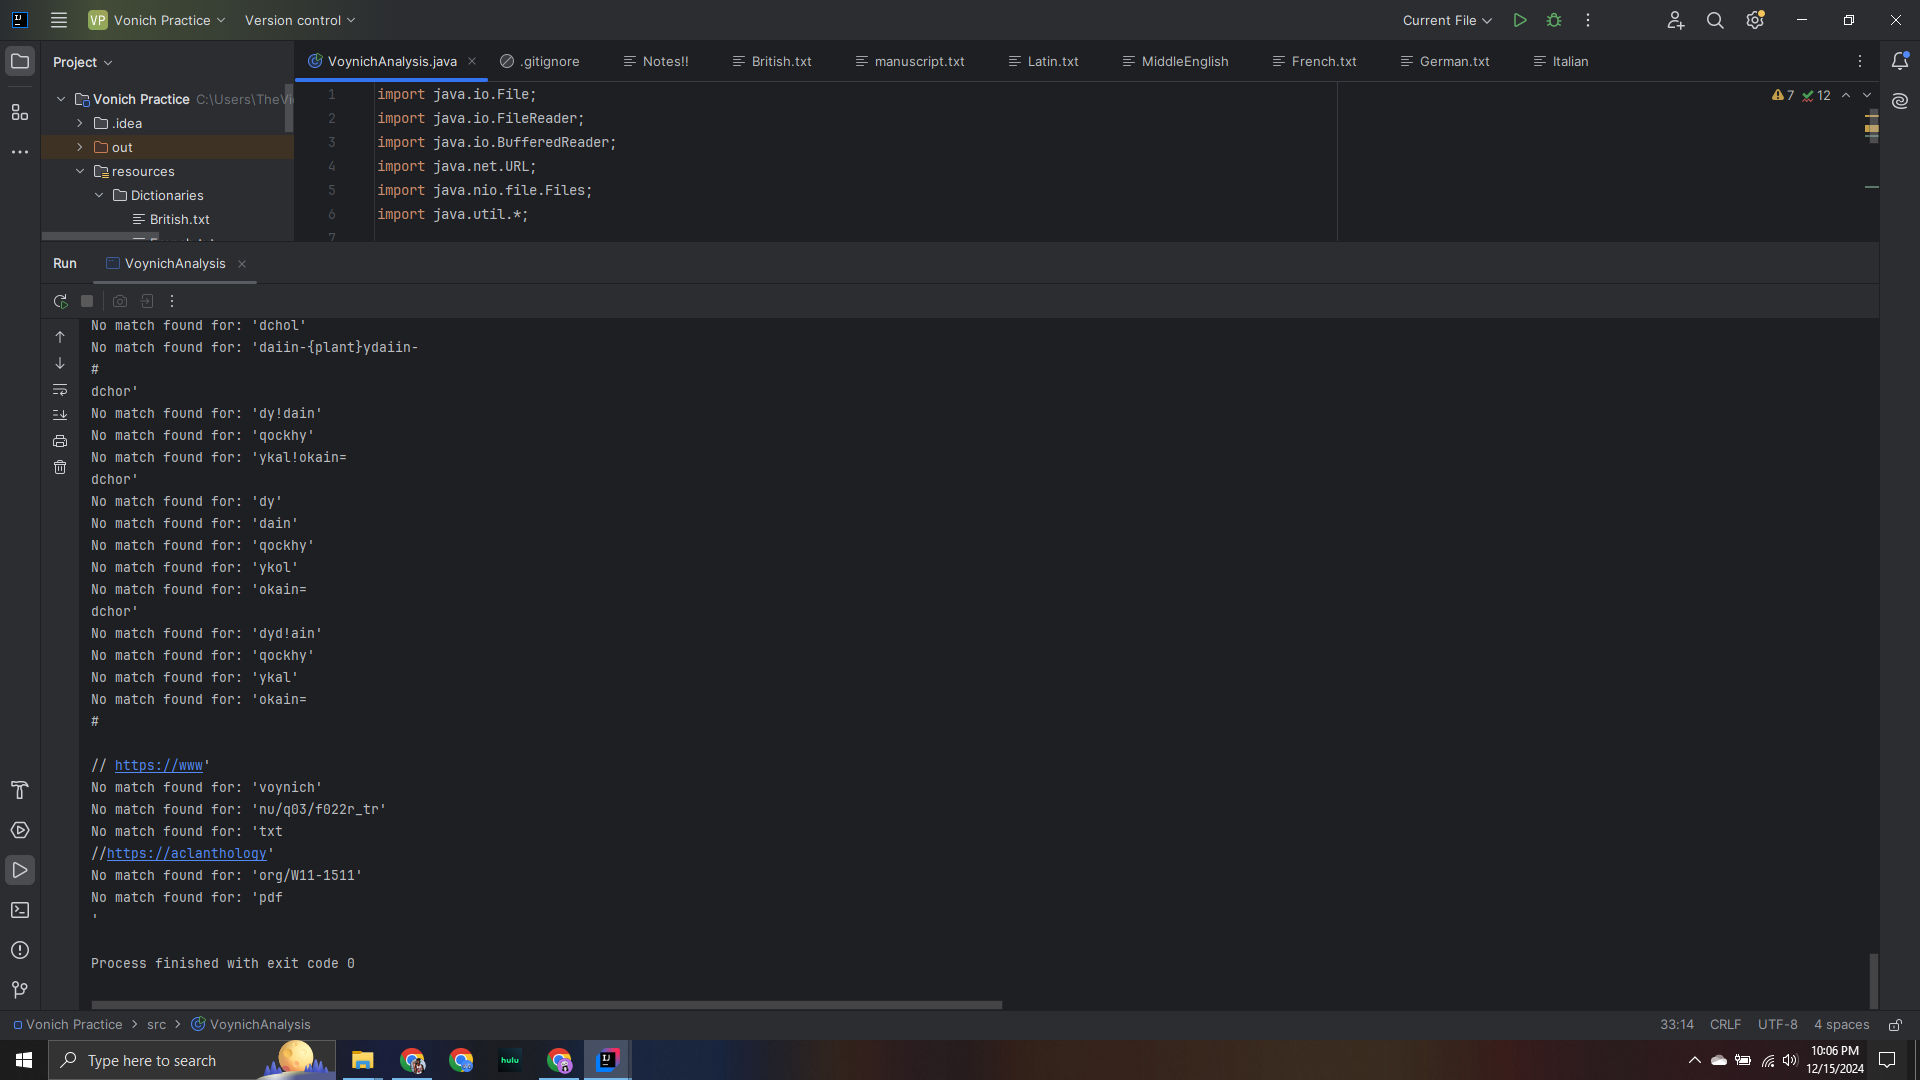 VP Vonich Practice Version control Current File
Project
VoynichAnalysis.java .gitignore Notes!! British.txt manuscript.txt Latin.txt MiddleEnglish French.txt German.txt Italian
Vonich Practice C:\Users\TheVi
.idea
out
resources
Dictionaries
British.txt
1 import java.io.File;
2 import java.io.FileReader;
3 import java.io.BufferedReader;
4 import java.net.URL;
5 import java.nio.file.Files;
6 import java.util.*;
7
7 12
Run VoynichAnalysis
No match found for: 'dchol'
No match found for: 'daiin-{plant}ydaiin-
#
dchor'
No match found for: 'dy!dain'
No match found for: 'qockhy'
No match found for: 'ykal!okain=
dchor'
No match found for: 'dy'
No match found for: 'dain'
No match found for: 'qockhy'
No match found for: 'ykol'
No match found for: 'okain=
dchor'
No match found for: 'dyd!ain'
No match found for: 'qockhy'
No match found for: 'ykal'
No match found for: 'okain=
#
// https://www'
No match found for: 'voynich'
No match found for: 'nu/q03/f022r_tr'
No match found for: 'txt
//https://aclanthology'
No match found for: 'org/W11-1511'
No match found for: 'pdf
'
Process finished with exit code 0
Vonich Practice > src > VoynichAnalysis 33:14 CRLF UTF-8 4 spaces
Type here to search hulu 10:06 PM
12/15/2024